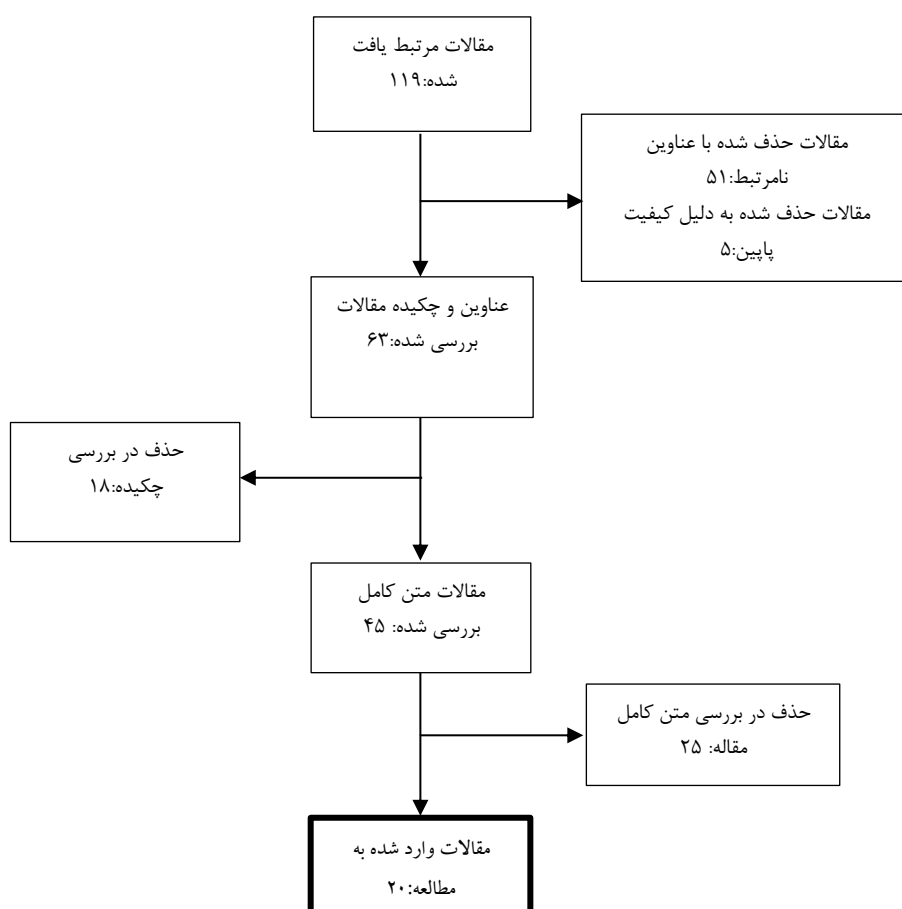 مقالات مرتبط یافت
شده:۱۱۹
مقالات حذف شده با عناوین
نامرتبط:۵۱
مقالات حذف شده به دلیل کیفیت
پایین:۵
عناوین و چکیده مقالات
بررسی شده:۶۳
حذف در بررسی
چکیده:۱۸
مقالات متن کامل
بررسی شده: ۴۵
حذف در بررسی متن کامل
مقاله: ۲۵
مقالات وارد شده به
مطالعه:۲۰